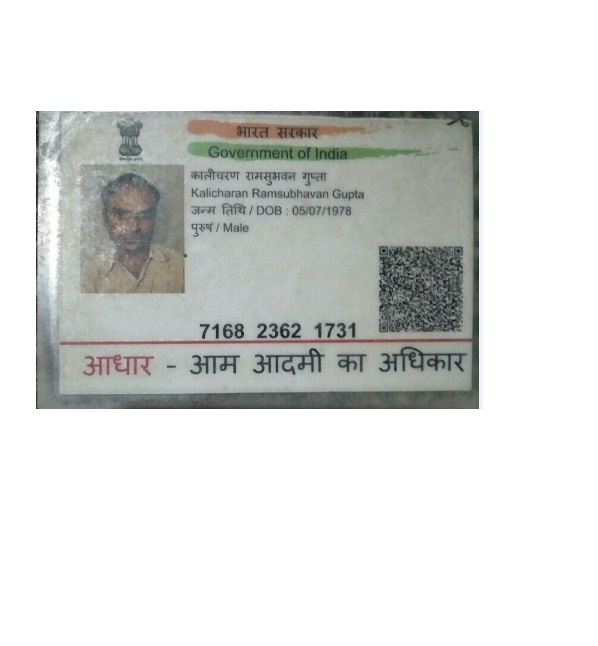 भारत सरकार
Government of India
कालीचरण रामसुभवन गुप्ता
Kalicharan Ramsubhavan Gupta
जन्म तिथि / DOB : 05/07/1978
पुरुष / Male
7168 2362 1731
आधार - आम आदमी का अधिकार